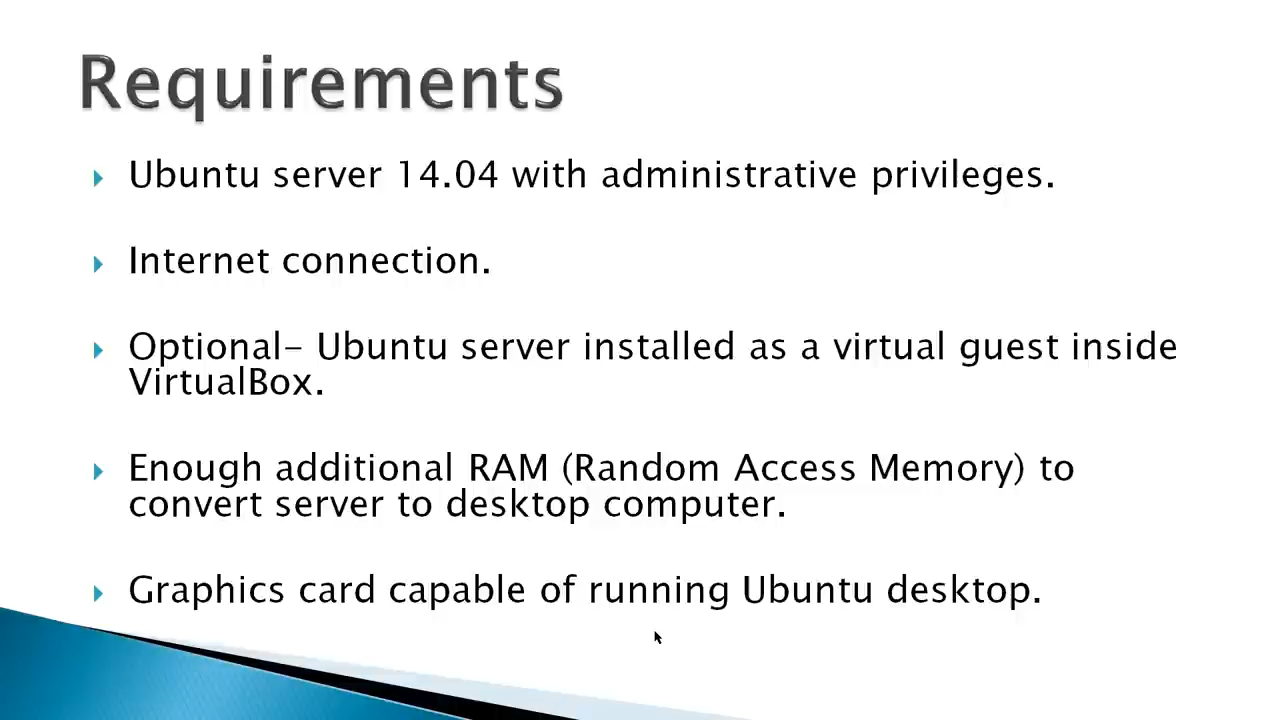 Requirements
Ubuntu server 14.04 with administrative privileges.
Internet connection.
Optional- Ubuntu server installed as a virtual guest inside
VirtualBox.
Enough additional RAM (Random Access Memory) to
convert server to desktop computer.
Graphics card capable of running Ubuntu desktop.